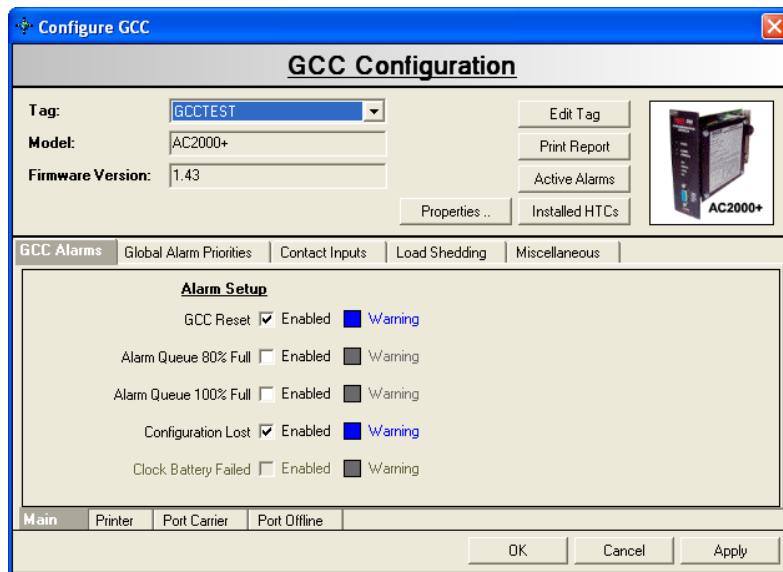 Configure GCC
GCC Configuration
Tag: GCCTEST Edit Tag
Model: AC2000+ Print Report
Firmware Version: 1.43 Active Alarms
Properties .. Installed HTCs
AC2000+
GCC Alarms Global Alarm Priorities Contact Inputs Load Shedding Miscellaneous
Alarm Setup
GCC Reset Enabled Warning
Alarm Queue 80% Full Enabled Warning
Alarm Queue 100% Full Enabled Warning
Configuration Lost Enabled Warning
Clock Battery Failed Enabled Warning
Main Printer Port Carrier Port Offline
OK Cancel Apply